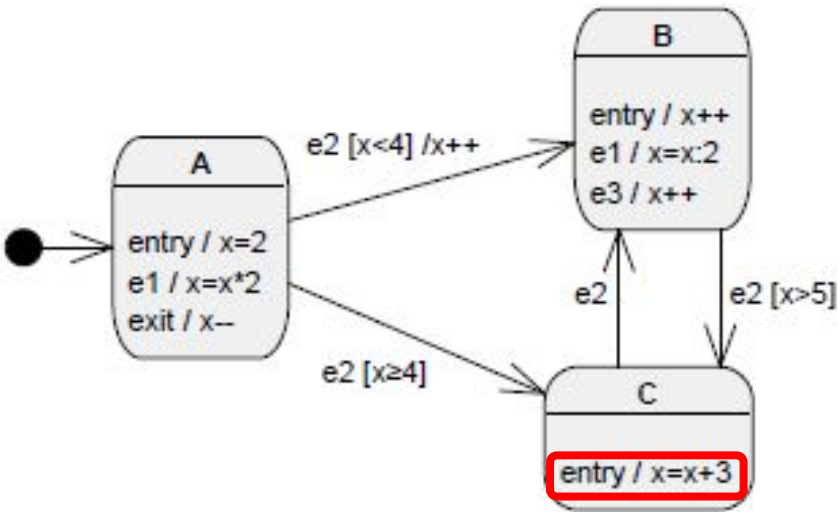 B
entry / x++
e1 / x=x:2
e3 / x++
e2 [x<4] /x++
A
entry / x=2
e1 / x=x*2
exit / x--
e2
e2 [x>5]
e2 [x≥4]
C
entry / x=x+3